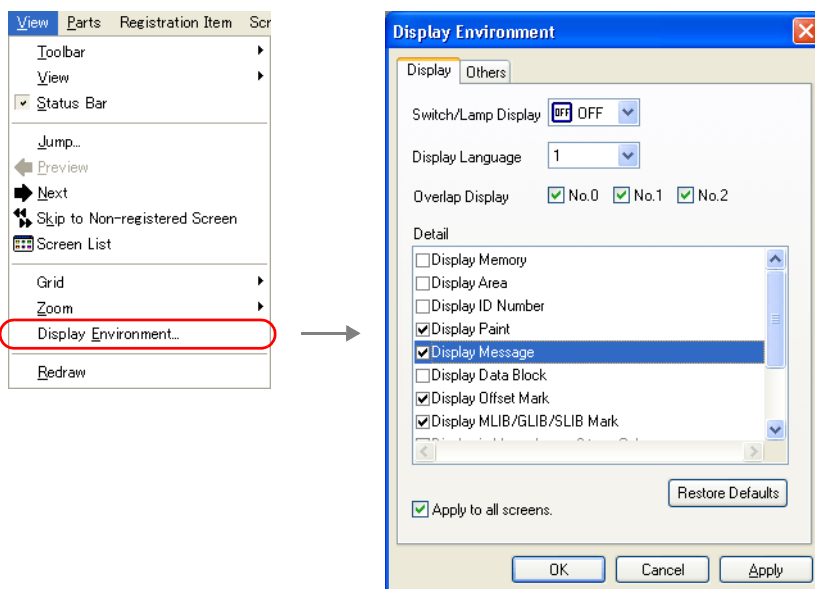 View Parts Registration Item Scr
Toolbar
View
Status Bar
Jump...
Preview
Next
Skip to Non-registered Screen
Screen List
Grid
Zoom
Display Environment...
Redraw
Display Environment
Display Others
Switch/Lamp Display OFF OFF
Display Language 1
Overlap Display No.0 No.1 No.2
Detail
Display Memory
Display Area
Display ID Number
Display Paint
Display Message
Display Data Block
Display Offset Mark
Display MLIB/GLIB/SLIB Mark
Restore Defaults
Apply to all screens.
OK Cancel Apply